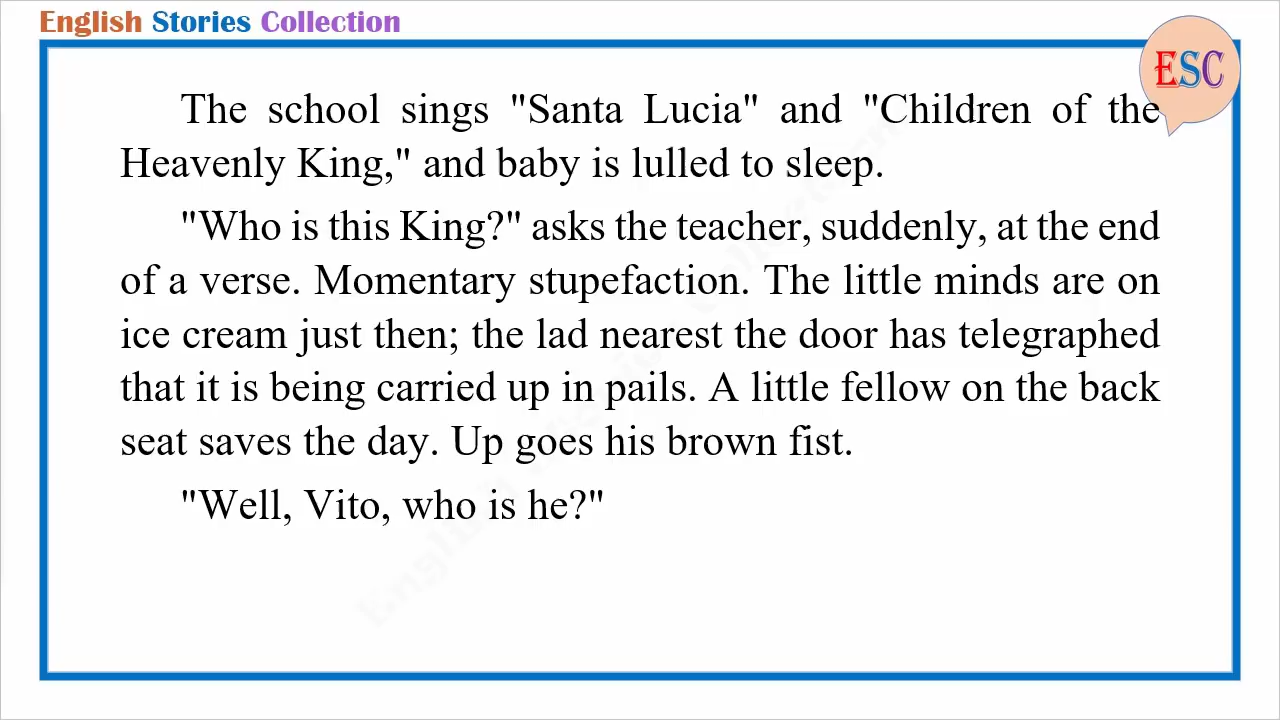 English Stories Collection
ESC
The school sings "Santa Lucia" and "Children of the
Heavenly King," and baby is lulled to sleep.
"Who is this King?" asks the teacher, suddenly, at the end
of a verse. Momentary stupefaction. The little minds are on
ice cream just then; the lad nearest the door has telegraphed
that it is being carried up in pails. A little fellow on the back
seat saves the day. Up goes his brown fist.
"Well, Vito, who is he?"